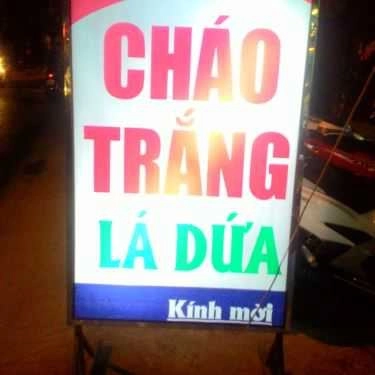 CHÁO
TRẮNG
LÁ DỨA
Kính mời